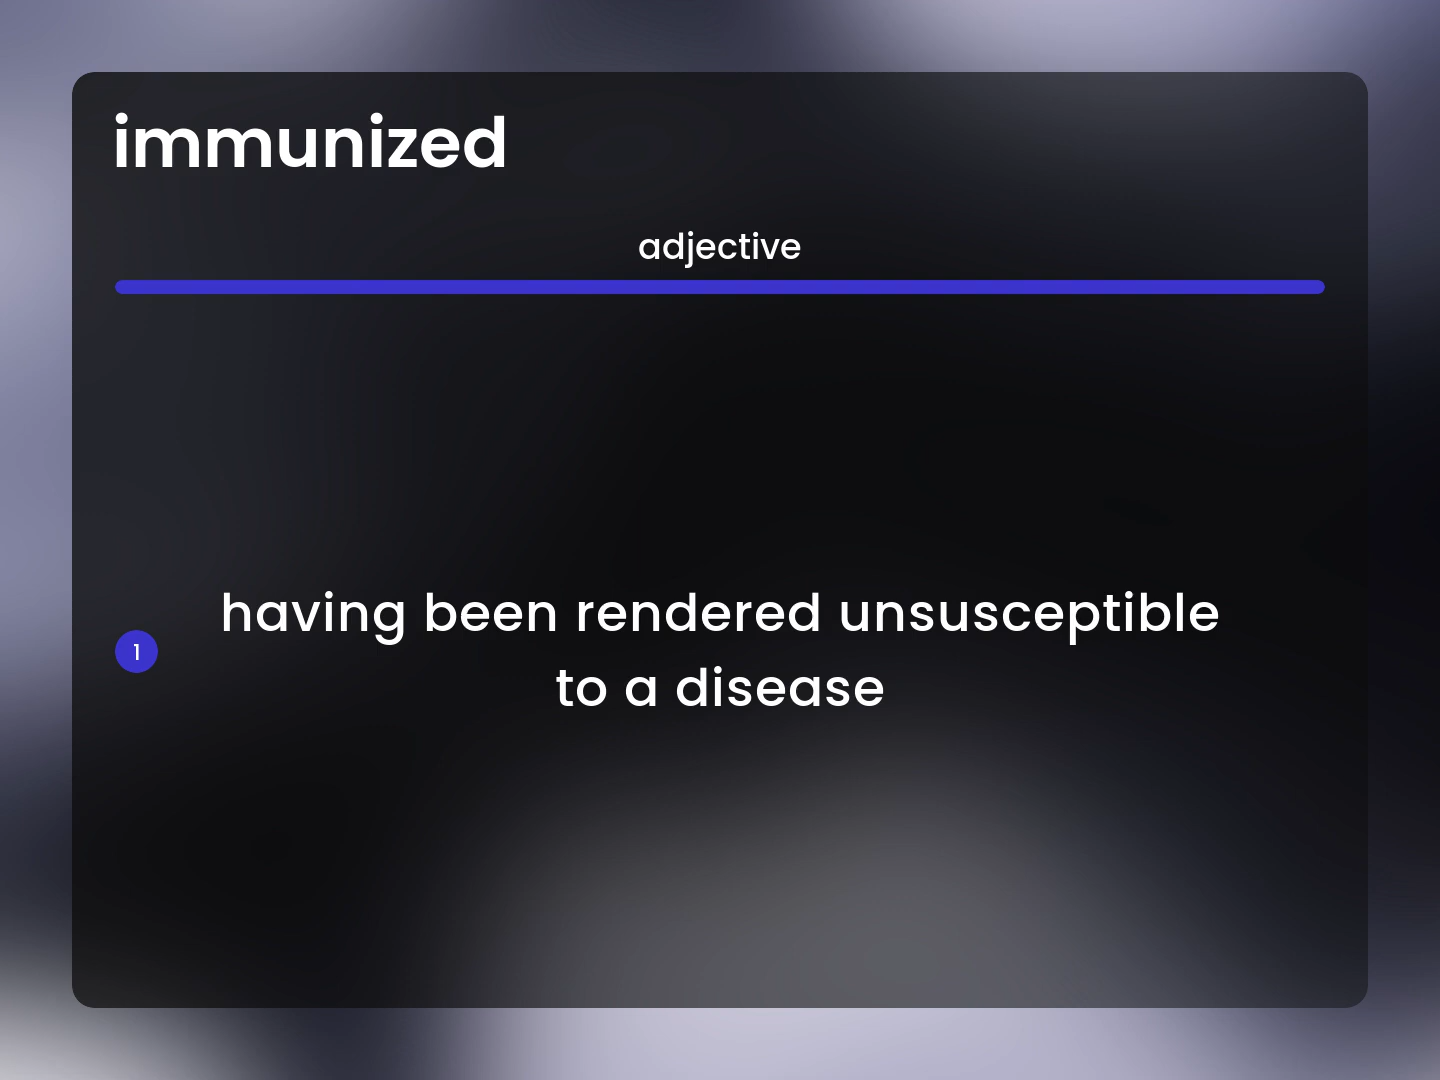 immunized
adjective
having been rendered unsusceptible
1
to a disease